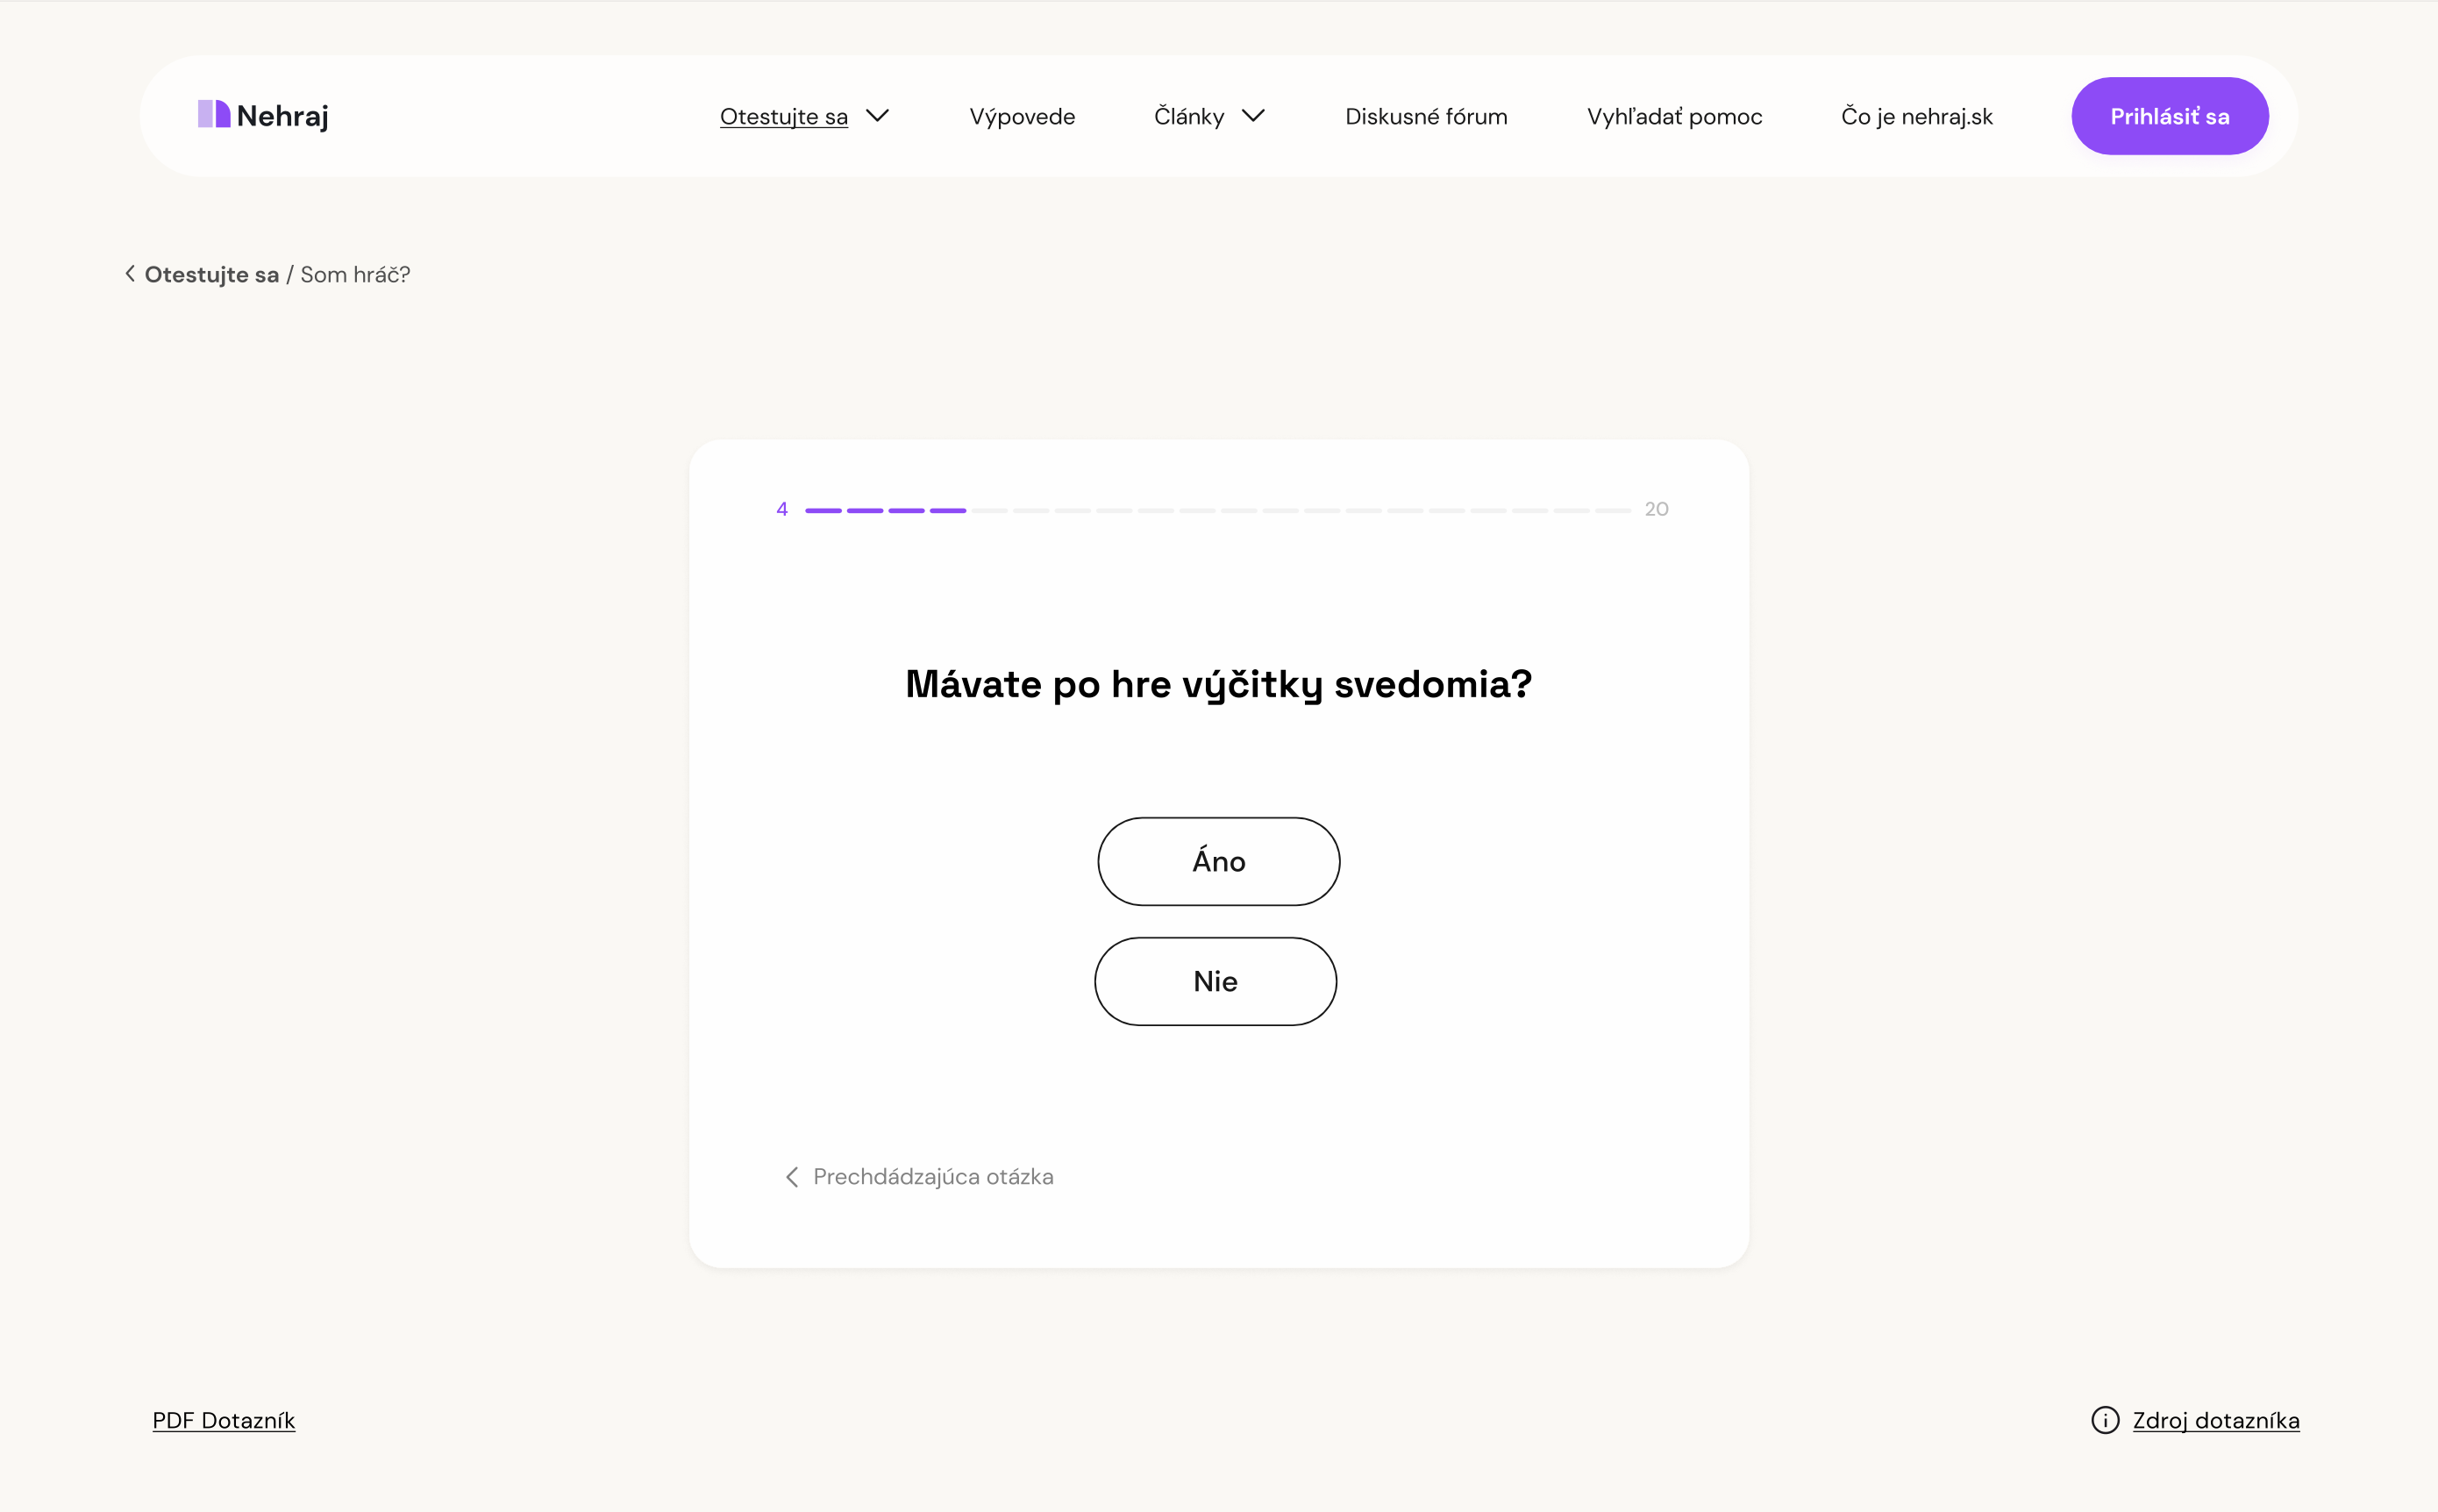 Nehraj
Otestujte sa
Výpovede
Články
Diskusné fórum
Vyhľadať pomoc
Čo je nehraj.sk
Prihlásiť sa
Otestujte sa / Som hráč?
4
20
Mávate po hre výčitky svedomia?
Áno
Nie
Prechdádzajúca otázka
PDF Dotazník
Zdroj dotazníka